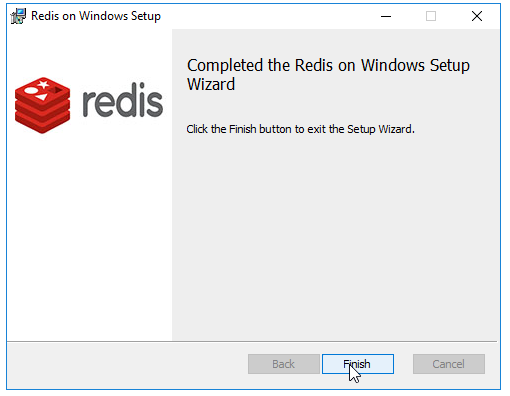 Redis on Windows Setup
redis
Completed the Redis on Windows Setup
Wizard
Click the Finish button to exit the Setup Wizard.
Back
Finish
Cancel